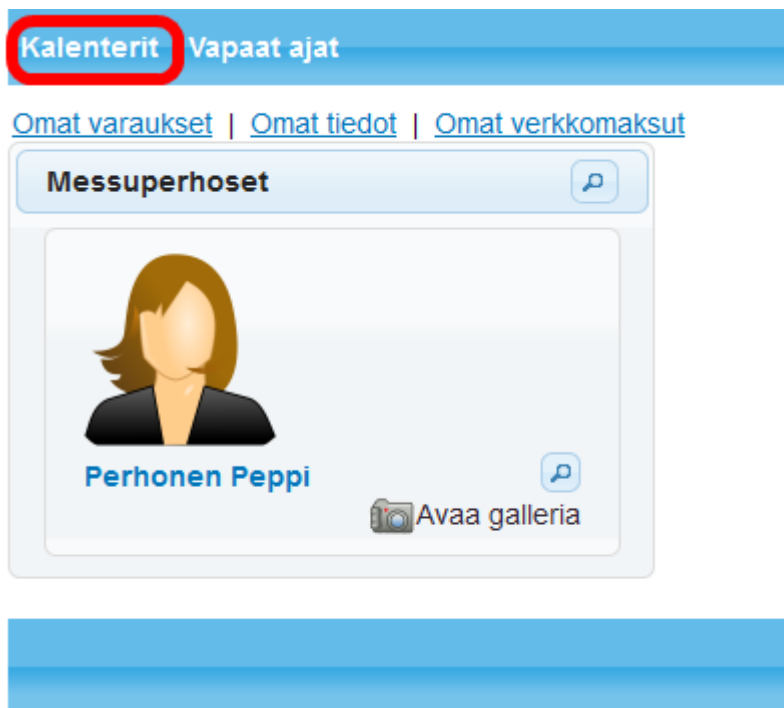 Kalenterit Vapaat ajat
Omat varaukset | Omat tiedot | Omat verkkomaksut
Messuperhoset
Perhonen Peppi
Avaa galleria